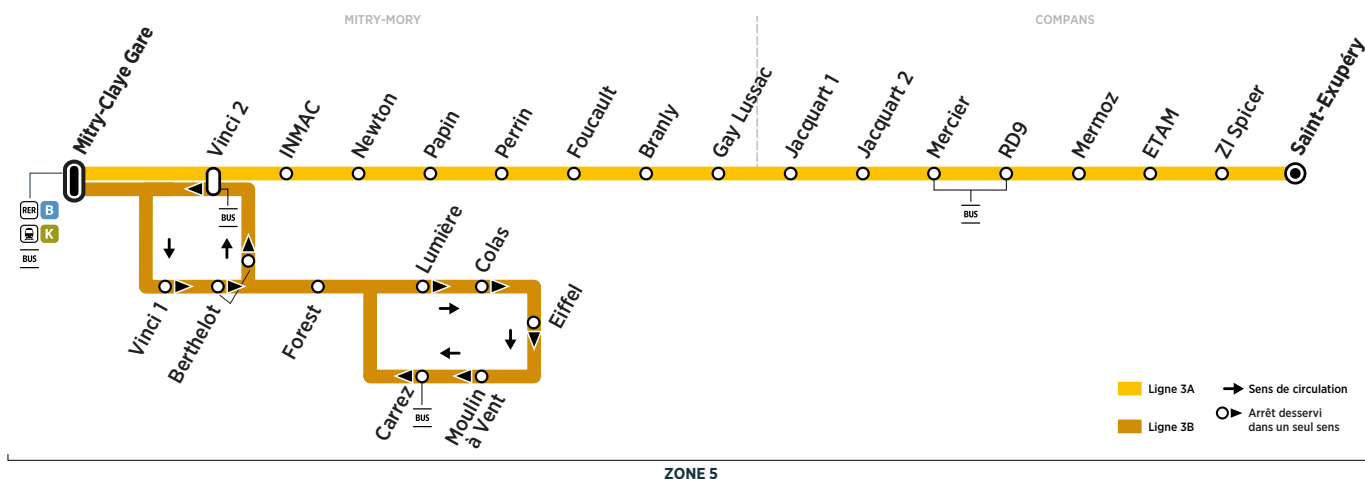 MITRY-MORY
COMPANS
Mitry-Claye Gare
Vinci 2
INMAC
Newton
Papin
Perrin
Foucault
Branly
Gay Lussac
Jacquart 1
Jacquart 2
Mercier
RD9
Mermoz
ETAM
ZI Spicer
Saint-Exupéry
RER B
K
BUS
BUS
BUS
Vinci 1
Berthelot
Forest
Lumière
Colas
Eiffel
Carrez
BUS
Moulin
à Vent
Ligne 3A
Sens de circulation
Ligne 3B
Arrêt desservi
dans un seul sens
ZONE 5